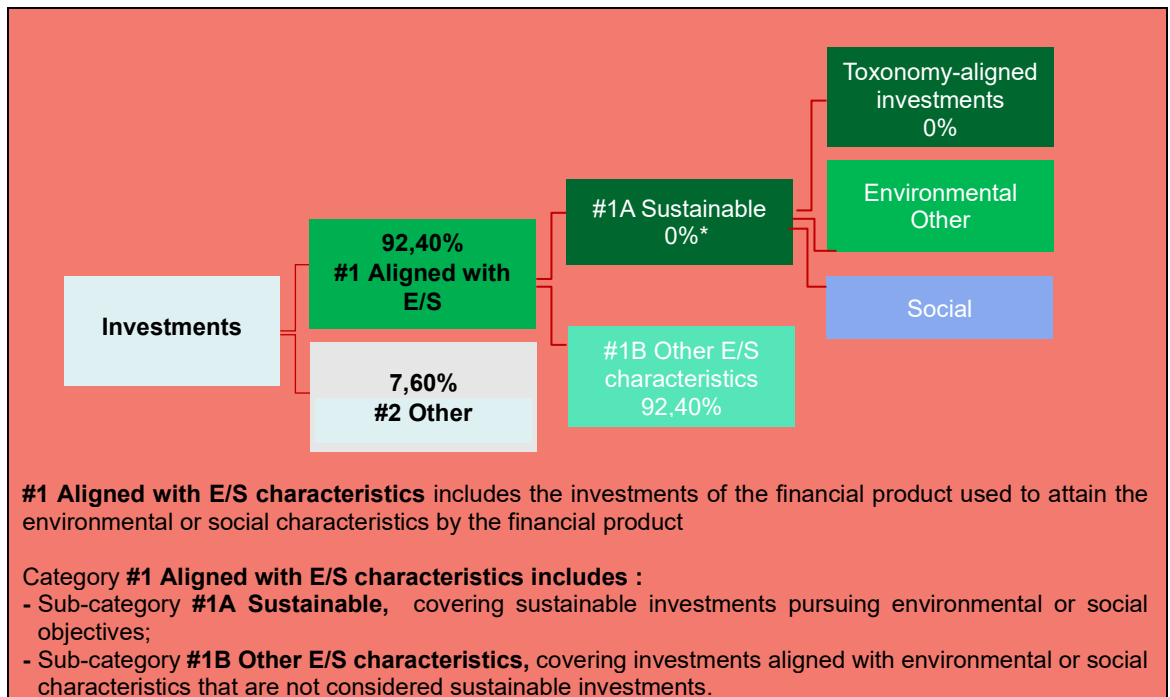 Toxonomy-aligned
investments
0%
Environmental
Other
Social
#1A Sustainable
0%*
#1B Other E/S
characteristics
92,40%
92,40%
#1 Aligned with
E/S
7,60%
#2 Other
Investments
#1 Aligned with E/S characteristics includes the investments of the financial product used to attain the
environmental or social characteristics by the financial product
Category #1 Aligned with E/S characteristics includes :
- Sub-category #1A Sustainable, covering sustainable investments pursuing environmental or social
objectives;
- Sub-category #1B Other E/S characteristics, covering investments aligned with environmental or social
characteristics that are not considered sustainable investments.